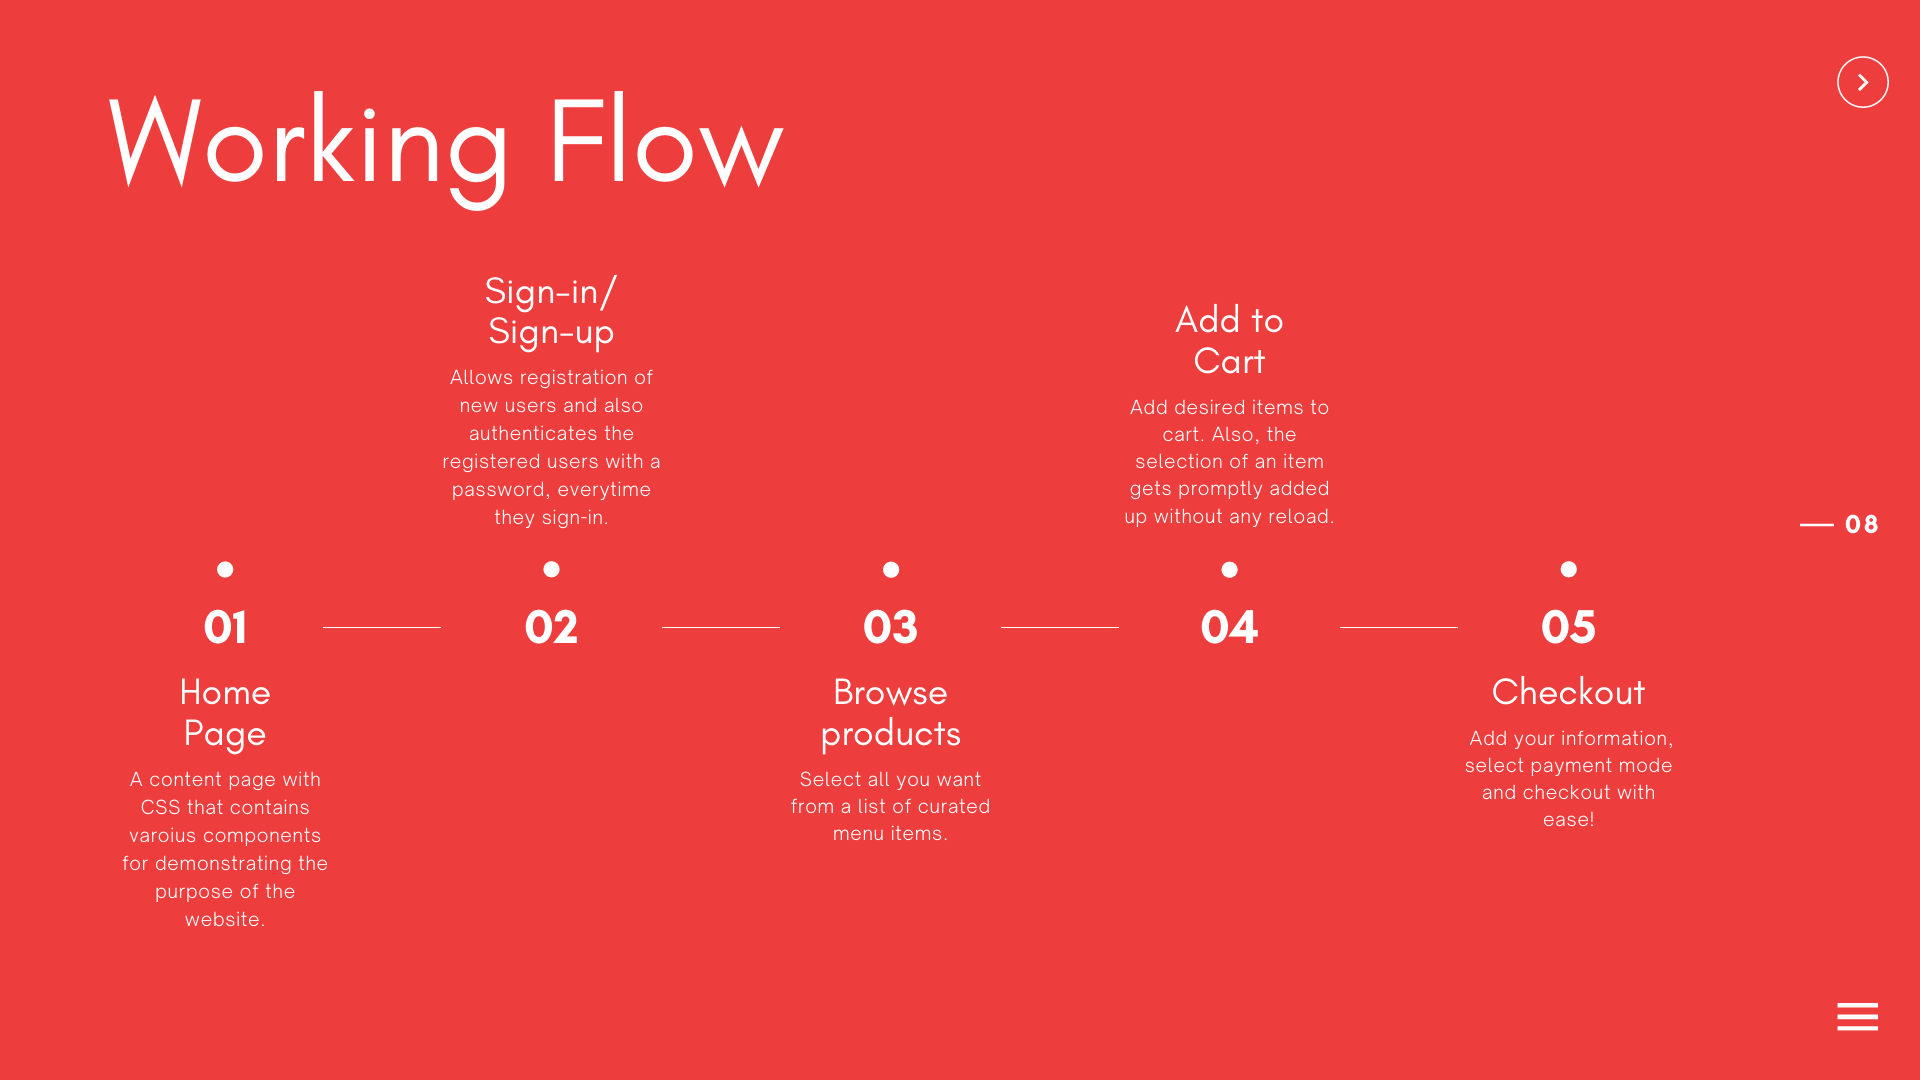 Working Flow
01
Home
Page
A content page with
CSS that contains
varoius components
for demonstrating the
purpose of the
website.
Sign-in/
Sign-up
Allows registration of
new users and also
authenticates the
registered users with a
password, everytime
they sign-in.
02
03
Browse
products
Select all you want
from a list of curated
menu items.
Add to
Cart
Add desired items to
cart. Also, the
selection of an item
gets promptly added
up without any reload.
04
05
Checkout
Add your information,
select payment mode
and checkout with
ease!
08